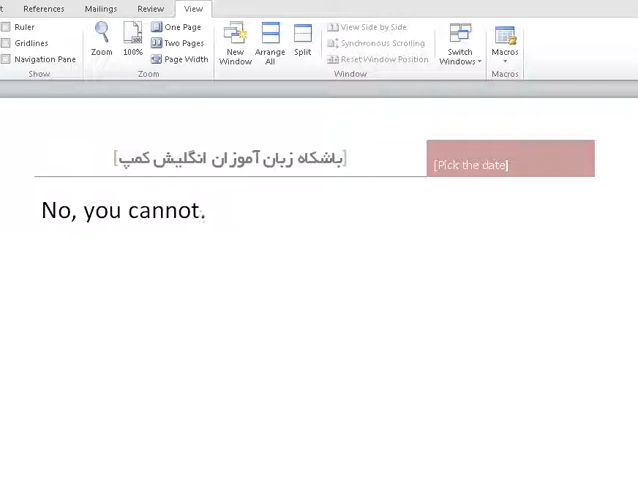 References Mailings Review View
Ruler
Gridlines
Navigation Pane
Show
Zoom
100%
One Page
Two Pages
Page Width
Zoom
New Window
Arrange All
Split
View Side by Side
Synchronous Scrolling
Reset Window Position
Window
Switch Windows
Macros
Macros
[باشگاه زبان آموزان انگلیش کمپ]
[Pick the date]
No, you cannot.